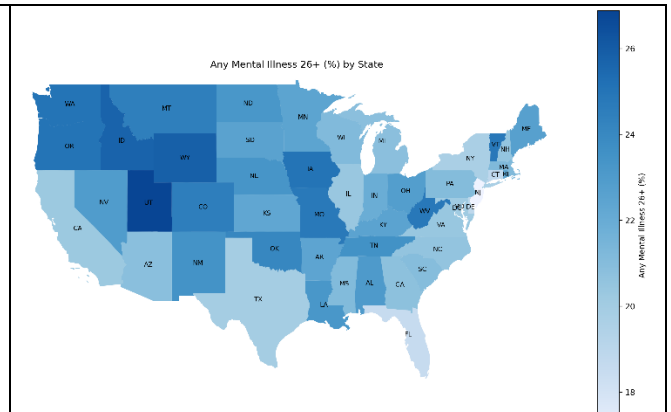 Any Mental Illness 26+ (%) by State
WA
MT
ND
MN
ME
OR
ID
SD
WI
MI
VT
NH
NY
WY
IA
MA
CT
RI
NE
PA
NJ
NV
UT
IL
IN
OH
CO
MO
WV
DE
CA
KS
KY
VA
OK
TN
NC
AZ
NM
AR
SC
MS
AL
GA
TX
LA
FL
26
24
22
20
18
Any Mental Illness 26+ (%)